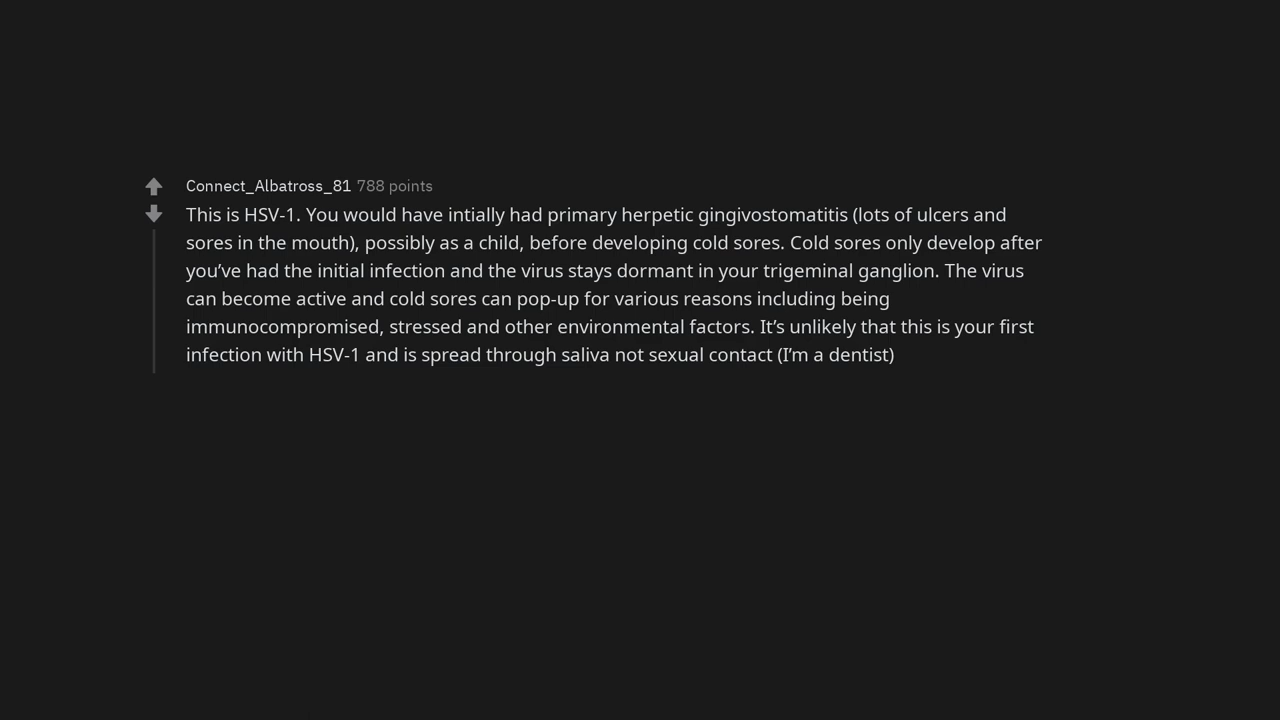 Connect_Albatross_81 788 points
This is HSV-1. You would have intially had primary herpetic gingivostomatitis (lots of ulcers and
sores in the mouth), possibly as a child, before developing cold sores. Cold sores only develop after
you’ve had the initial infection and the virus stays dormant in your trigeminal ganglion. The virus
can become active and cold sores can pop-up for various reasons including being
immunocompromised, stressed and other environmental factors. It’s unlikely that this is your first
infection with HSV-1 and is spread through saliva not sexual contact (I’m a dentist)